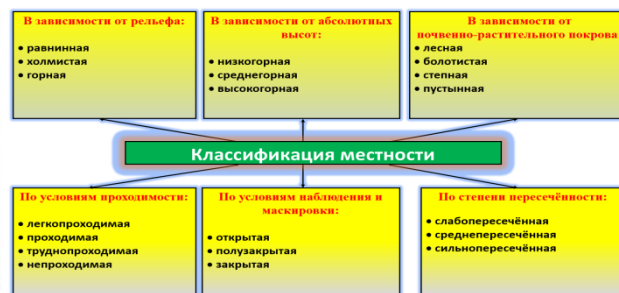 В зависимости от рельефа:
• равнинная
• холмистая
• горная
В зависимости от абсолютных
высот:
• низкогорная
• среднегорная
• высокогорная
В зависимости от
почвенно-растительного покрова
• лесная
• болотистая
• степная
• пустынная
Классификация местности
По условиям проходимости:
• легкопроходимая
• проходимая
• труднопроходимая
• непроходимая
По условиям наблюдения и
маскировки:
• открытая
• полузакрытая
• закрытая
По степени пересечённости:
• слабопересечённая
• среднепересечённая
• сильнопересечённая